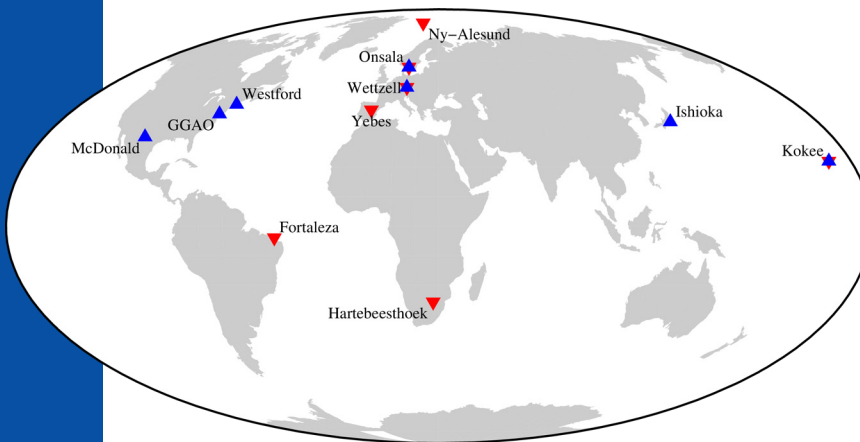 Ny−Alesund
Onsala
Wettzell
Westford
GGAO
Yebes
Ishioka
McDonald
Kokee
Fortaleza
Hartebeesthoek